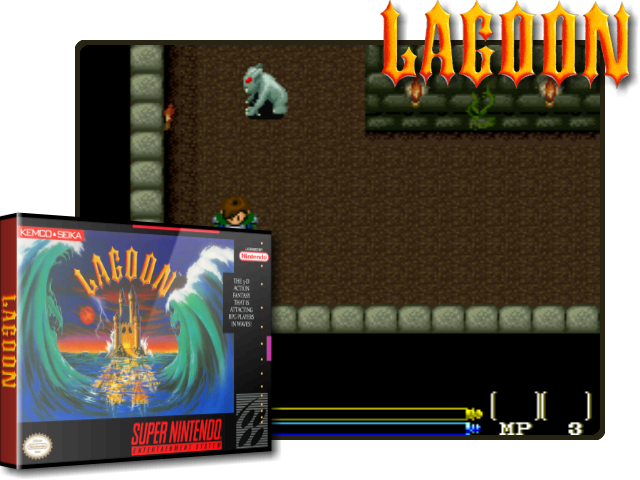 LAGOON
KEMCO SEIKA
LICENSED BY
Nintendo
LAGOON
THE 3-D
ACTION
FANTASY
THAT IS
ATTACKING
RPG PLAYERS
IN WAVES!
LAGOON
SUPER NINTENDO
ENTERTAINMENT SYSTEM
MP 3